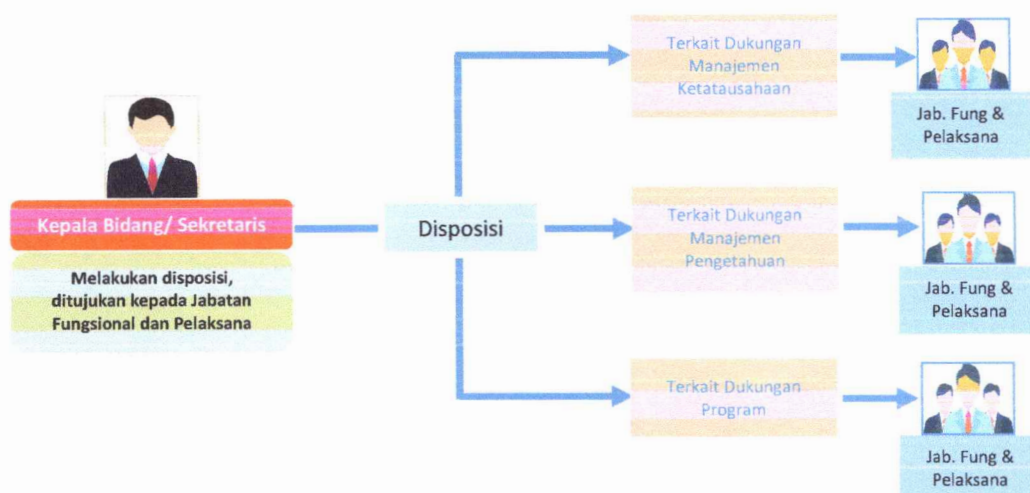 Kepala Bidang/ Sekretaris
Melakukan disposisi,
ditujukan kepada Jabatan
Fungsional dan Pelaksana
Disposisi
Terkait Dukungan
Manajemen
Ketatausahaan
Jab. Fung &
Pelaksana
Terkait Dukungan
Manajemen
Pengetahuan
Jab. Fung &
Pelaksana
Terkait Dukungan
Program
Jab. Fung &
Pelaksana